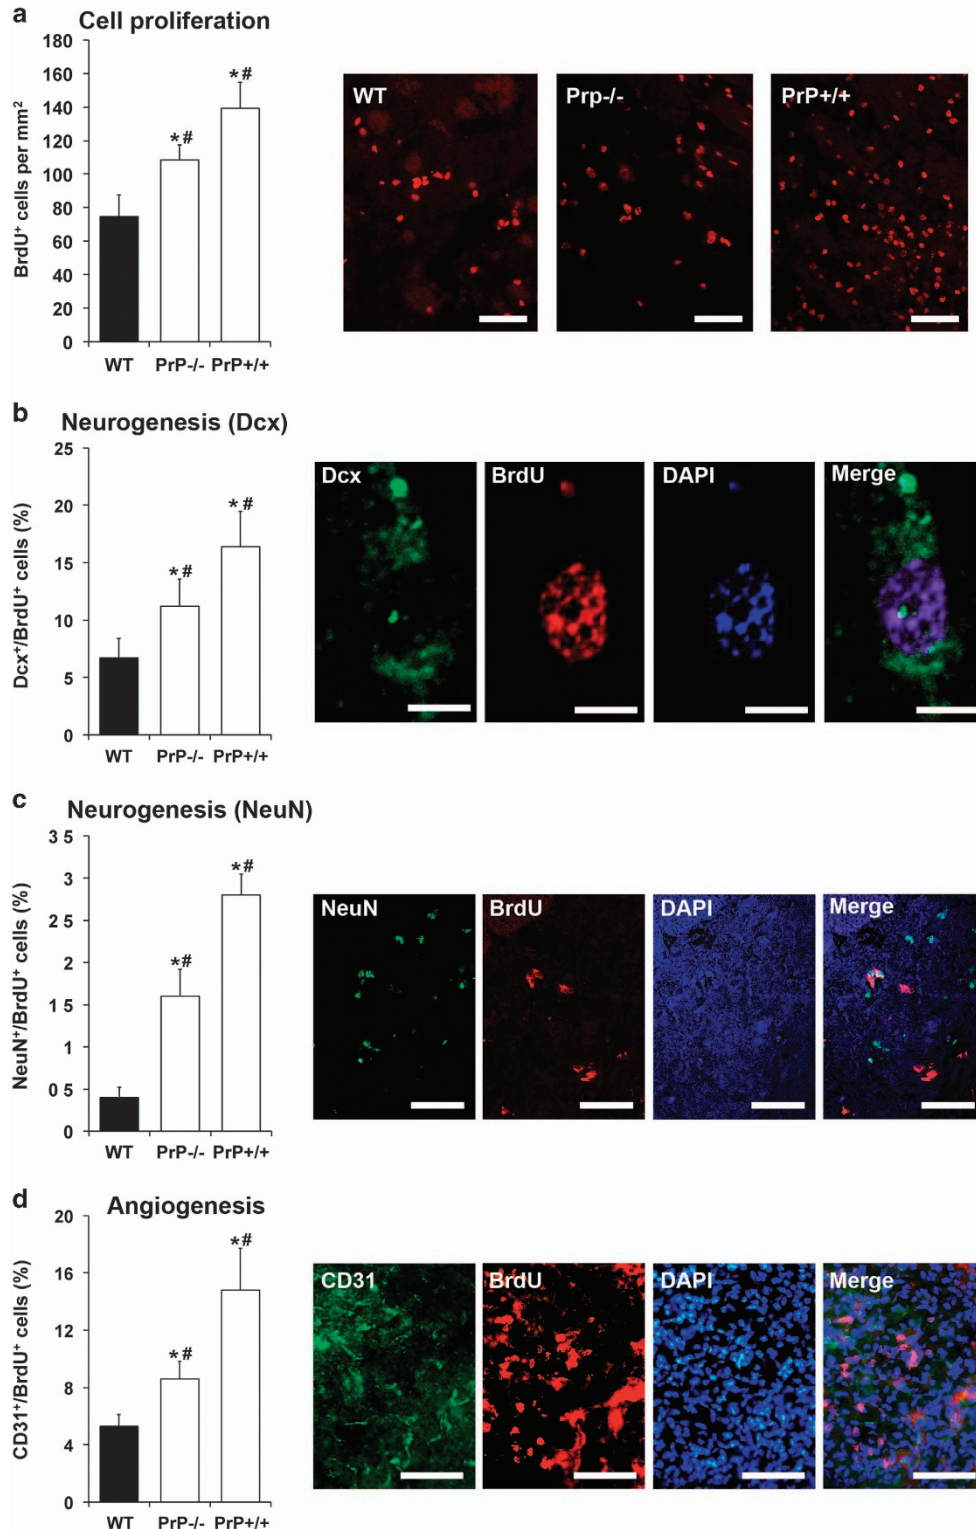 a
Cell proliferation
BrdU⁺ cells per mm²
180
160
140
120
100
80
60
40
20
0
*#
*#
WT
PrP-/-
PrP+/+
WT
Prp-/-
PrP+/+
b
Neurogenesis (Dcx)
Dcx⁺/BrdU⁺ cells (%)
25
20
15
10
5
0
*#
*#
WT
PrP-/-
PrP+/+
Dcx
BrdU
DAPI
Merge
c
Neurogenesis (NeuN)
NeuN⁺/BrdU⁺ cells (%)
3 5
3
2.5
2
1 5
1
0 5
0
*#
*#
WT
PrP-/-
PrP+/+
NeuN
BrdU
DAPI
Merge
d
Angiogenesis
CD31⁺/BrdU⁺ cells (%)
20
16
12
8
4
0
*#
*#
WT
PrP-/-
PrP+/+
CD31
BrdU
DAPI
Merge